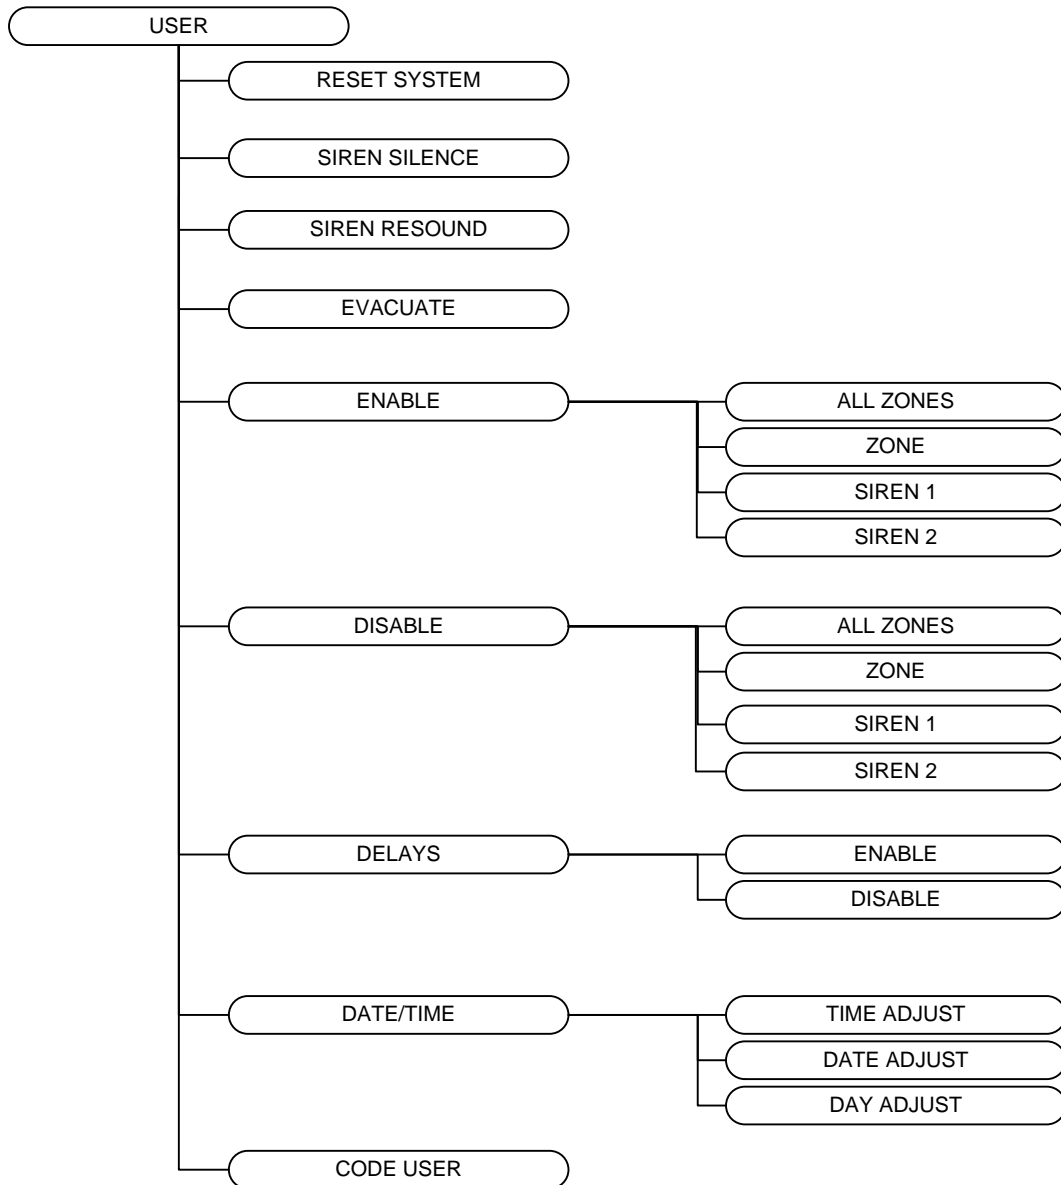 USER
RESET SYSTEM
SIREN SILENCE
SIREN RESOUND
EVACUATE
ENABLE
ALL ZONES
ZONE
SIREN 1
SIREN 2
DISABLE
ALL ZONES
ZONE
SIREN 1
SIREN 2
DELAYS
ENABLE
DISABLE
DATE/TIME
TIME ADJUST
DATE ADJUST
DAY ADJUST
CODE USER